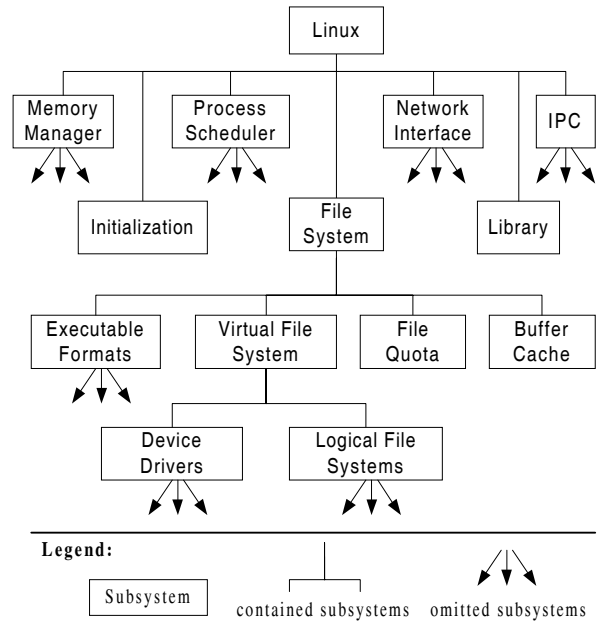 Linux
Memory
Manager
Process
Scheduler
Network
Interface
IPC
Initialization
File
System
Library
Executable
Formats
Virtual File
System
File
Quota
Buffer
Cache
Device
Drivers
Logical File
Systems
Legend:
Subsystem
contained subsystems
omitted subsystems